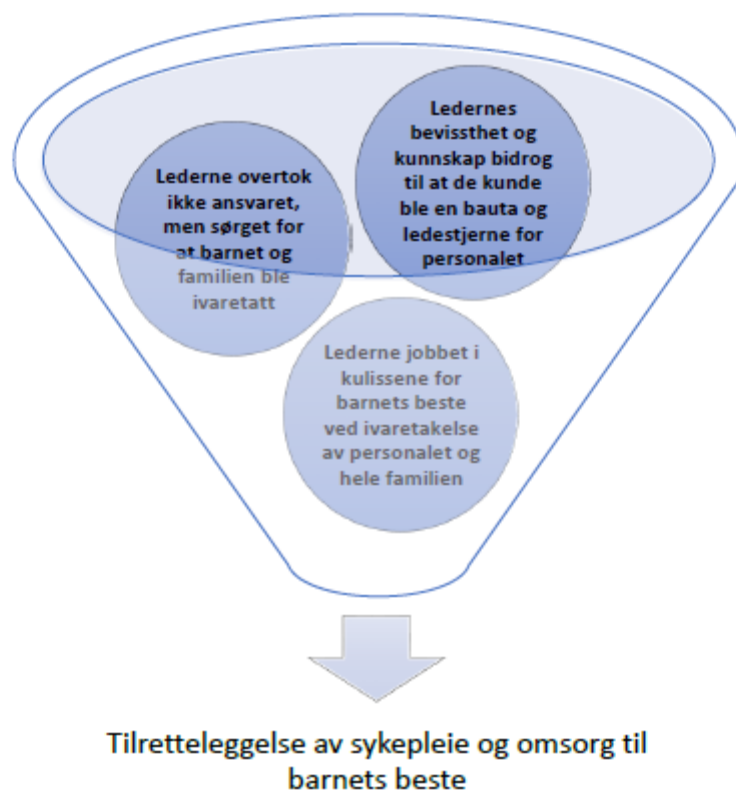 Lederne overtok
ikke ansvaret,
men sørget for
at barnet og
familien ble
ivaretatt
Ledernes
bevissthet og
kunnskap bidrog
til at de kunde
ble en bauta og
ledestjerne for
personalet
Lederne jobbet i
kulissene for
barnets beste
ved ivaretakelse
av personalet og
hele familien
Tilretteleggelse av sykepleie og omsorg til
barnets beste